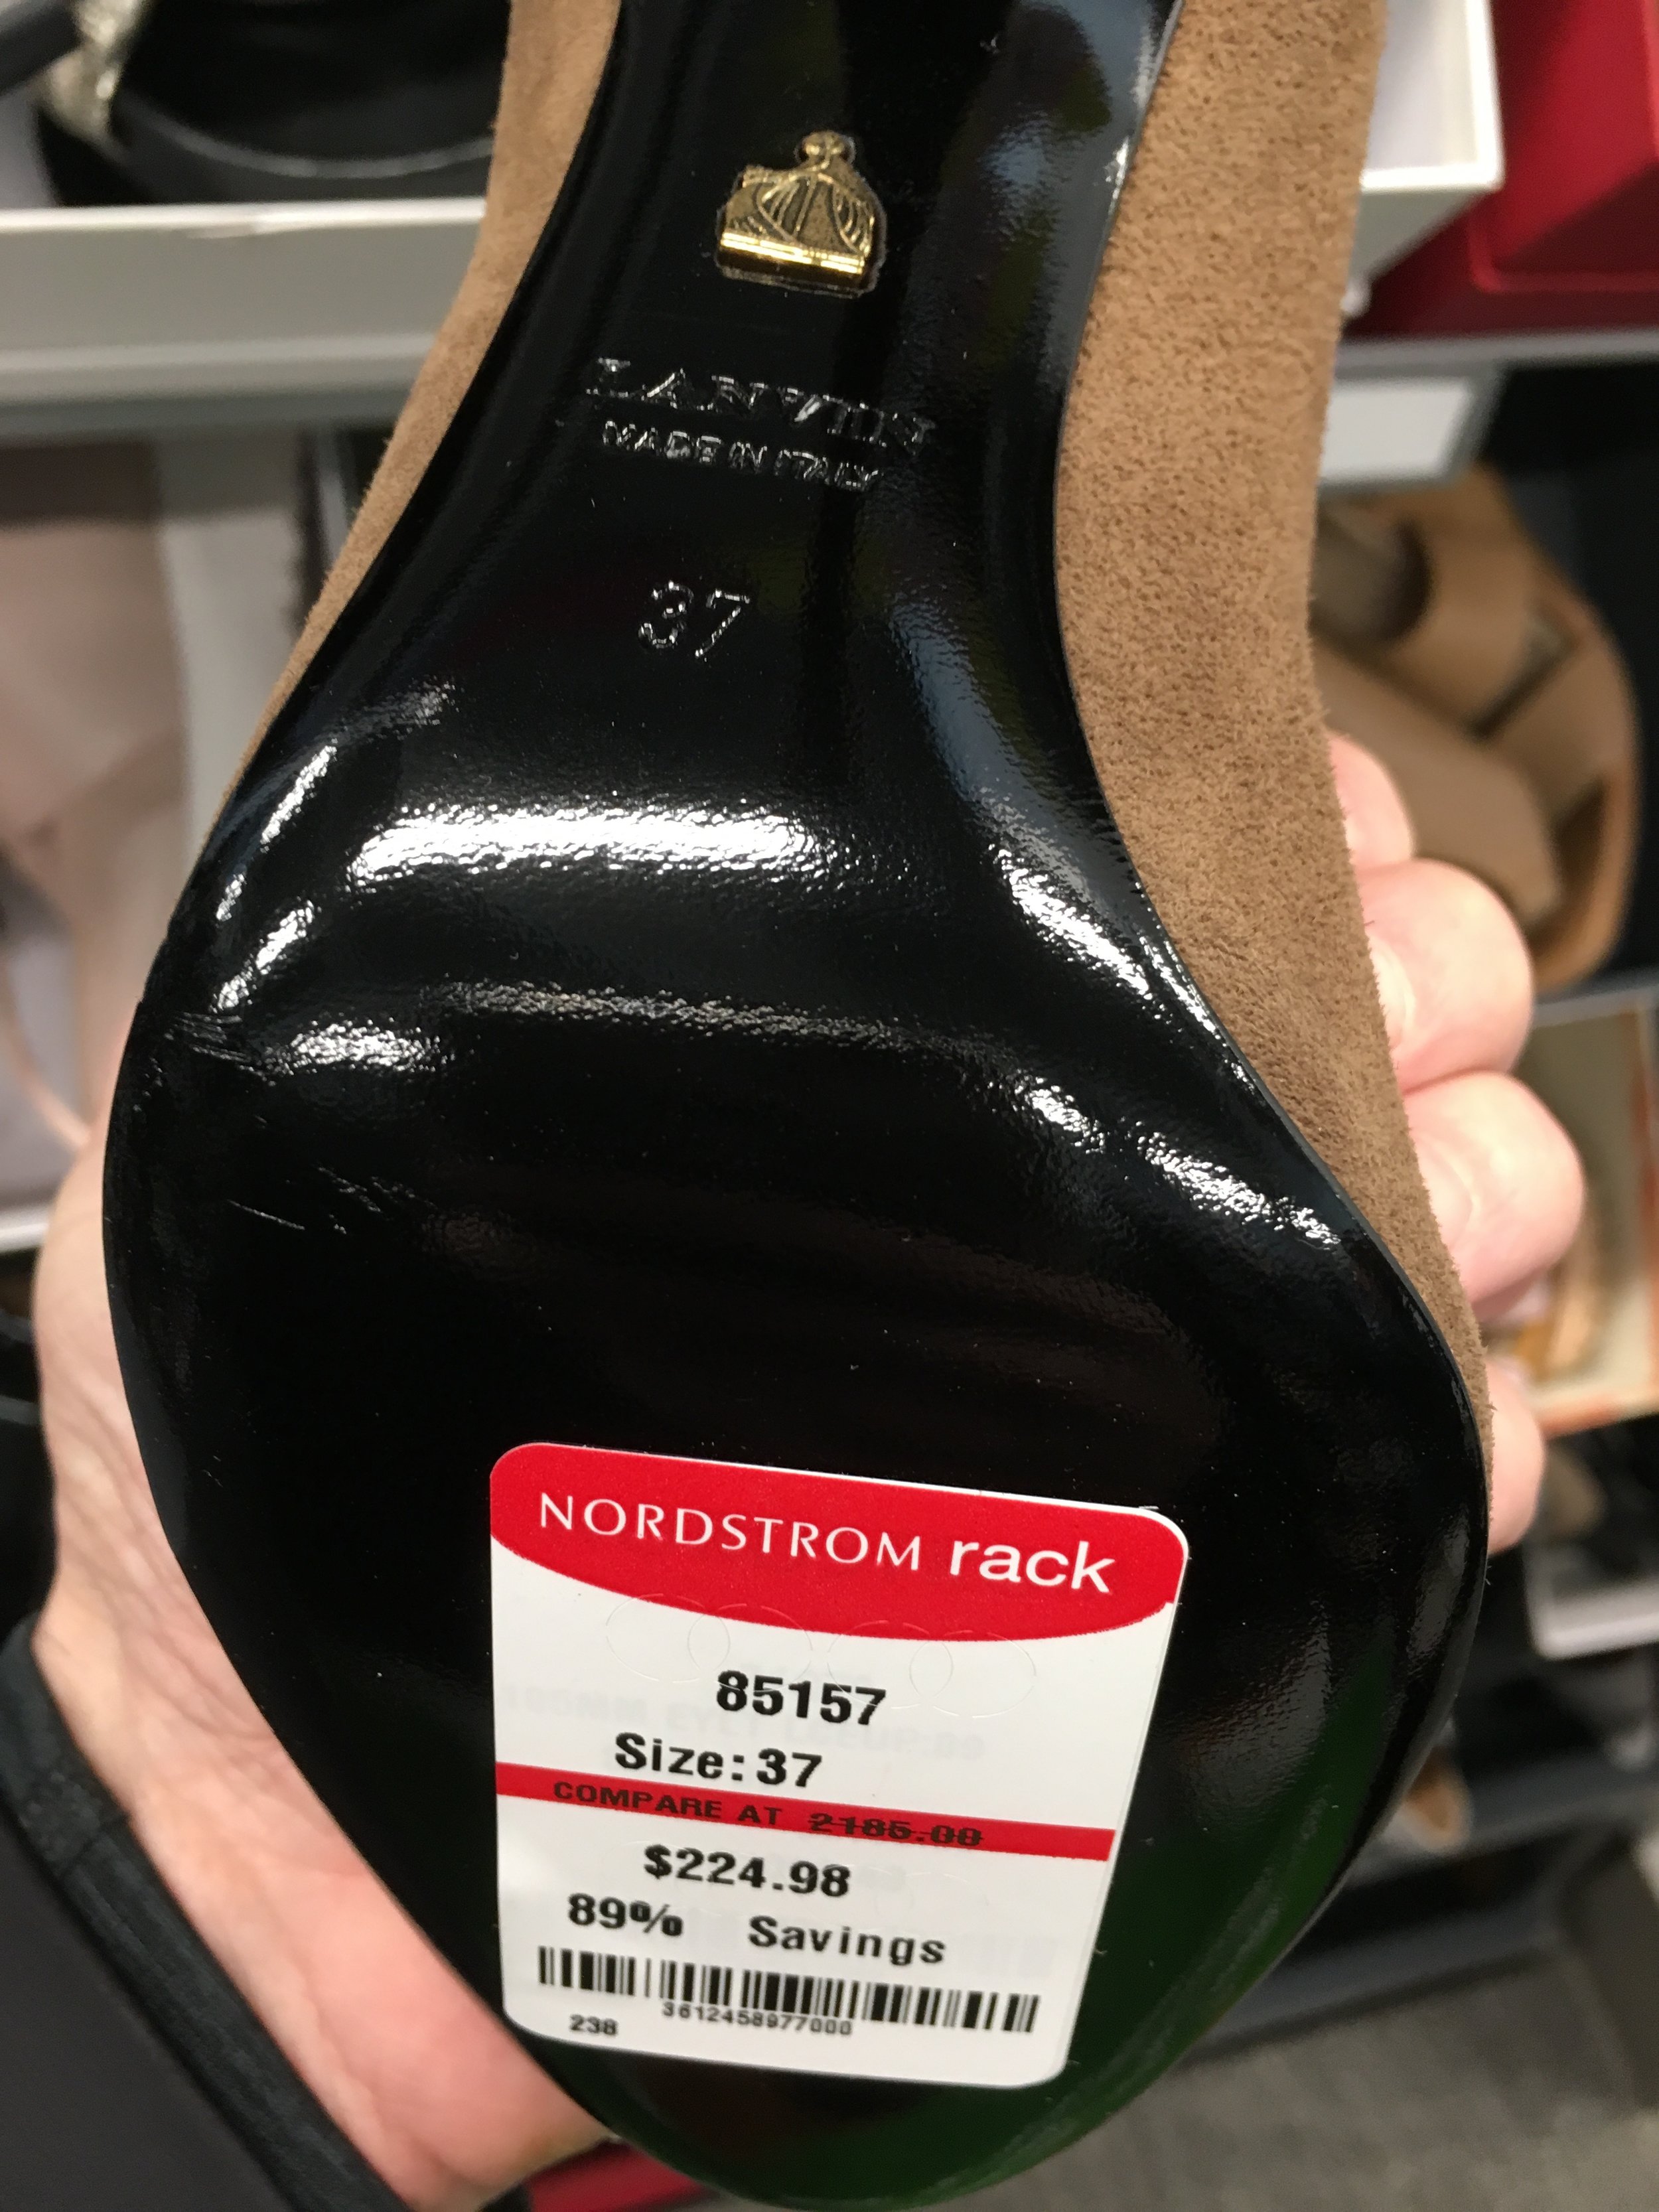 LANVIN
MADE IN ITALY
37
NORDSTROM rack
85157
Size: 37
COMPARE AT 2185.00
$224.98
89% Savings
3612458977000
238